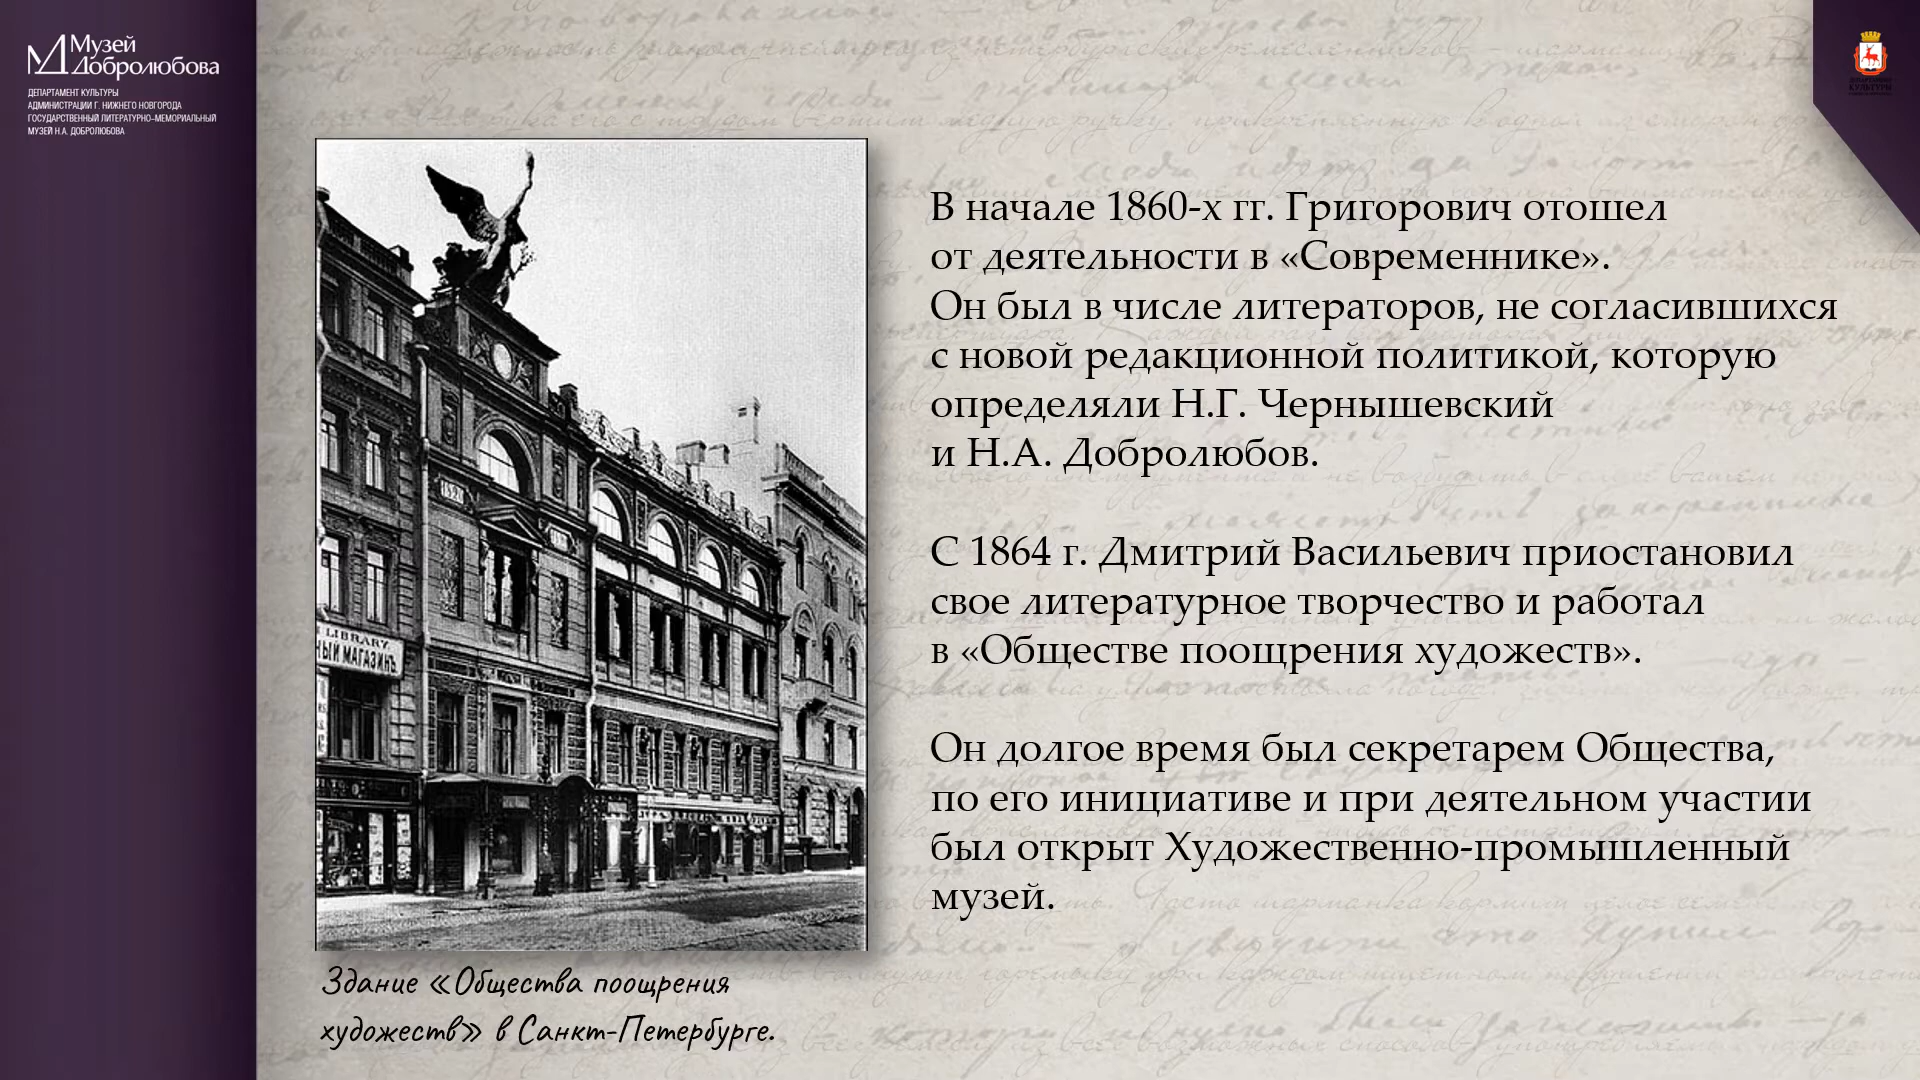 Музей
Добролюбова
ДЕПАРТАМЕНТ КУЛЬТУРЫ
АДМИНИСТРАЦИИ Г. НИЖНЕГО НОВГОРОДА
ГОСУДАРСТВЕННЫЙ ЛИТЕРАТУРНО-МЕМОРИАЛЬНЫЙ
МУЗЕЙ Н.А. ДОБРОЛЮБОВА
КУЛЬТУРЫ
LIBRARY
НЫЙ МАГАЗИНЪ
В начале 1860-х гг. Григорович отошел
от деятельности в «Современнике».
Он был в числе литераторов, не согласившихся
с новой редакционной политикой, которую
определяли Н.Г. Чернышевский
и Н.А. Добролюбов.
С 1864 г. Дмитрий Васильевич приостановил
свое литературное творчество и работал
в «Обществе поощрения художеств».
Он долгое время был секретарем Общества,
по его инициативе и при деятельном участии
был открыт Художественно-промышленный
музей.
Здание «Общества поощрения
художеств» в Санкт-Петербурге.